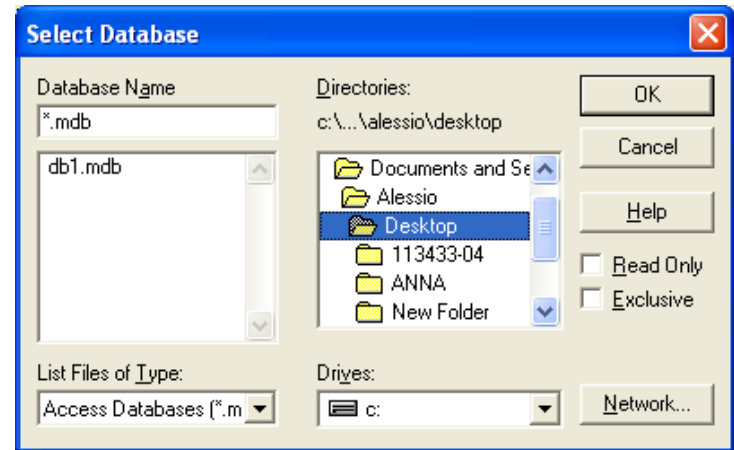 Select Database
Database Name
*.mdb
db1.mdb
List Files of Type:
Access Databases (*.m
Directories:
c:\...\alessio\desktop
Documents and Se
Alessio
Desktop
113433-04
ANNA
New Folder
Drives:
c:
OK
Cancel
Help
Read Only
Exclusive
Network...